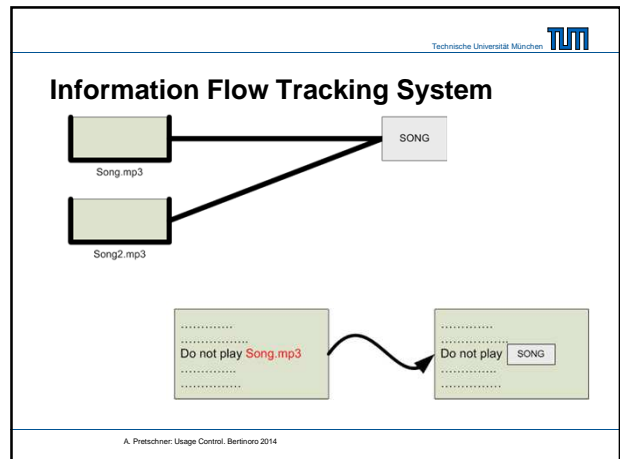 Technische Universität München TUM
Information Flow Tracking System
SONG
Song.mp3
Song2.mp3
.............
.................
Do not play Song.mp3
.............
..............
.............
.................
Do not play SONG
.............
..............
A. Pretschner: Usage Control. Bertinoro 2014